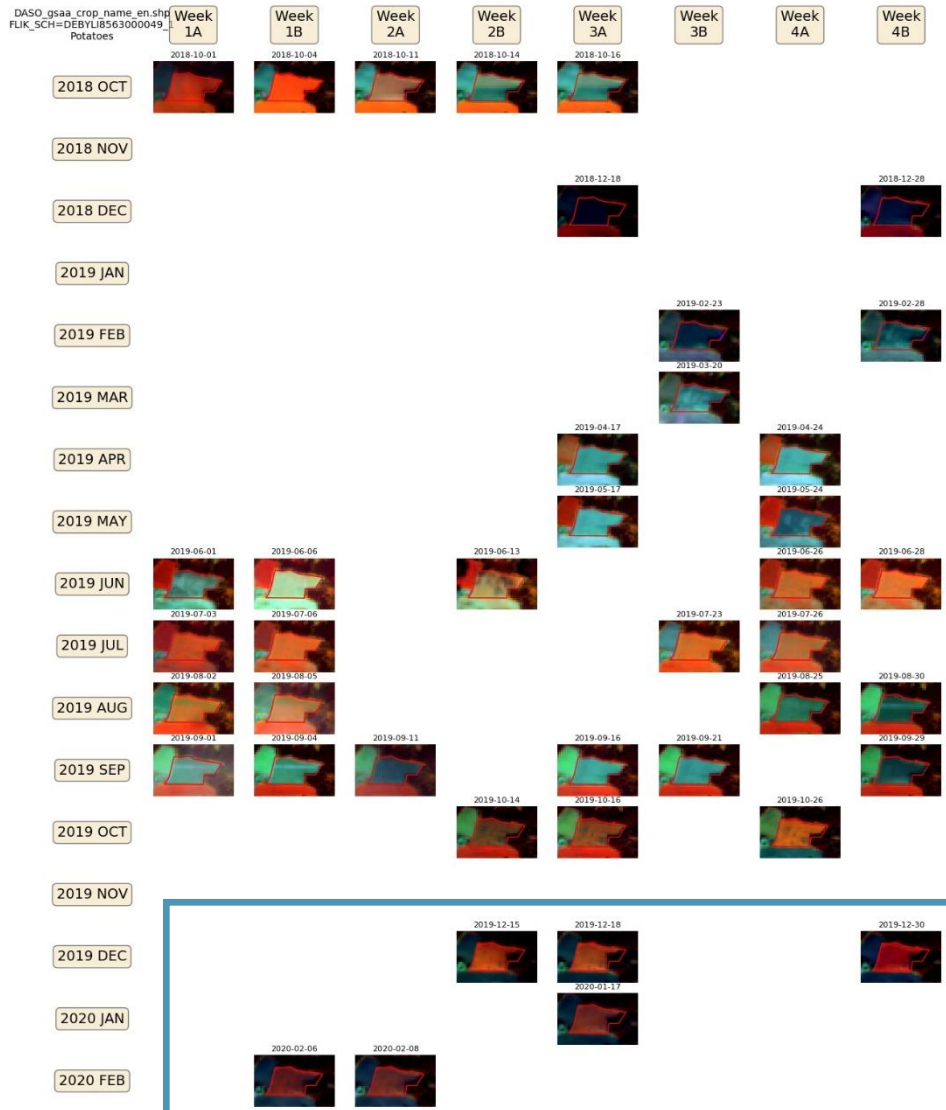 DASO_gsaa_crop_name_en.shp
FLIK_SCH=DEBYLI8563000049_1
Potatoes
Week 1A
Week 1B
Week 2A
Week 2B
Week 3A
Week 3B
Week 4A
Week 4B
2018 OCT
2018-10-01
2018-10-04
2018-10-11
2018-10-14
2018-10-16
2018 NOV
2018 DEC
2018-12-18
2018-12-28
2019 JAN
2019 FEB
2019-02-23
2019-02-28
2019 MAR
2019-03-20
2019 APR
2019-04-17
2019-04-24
2019 MAY
2019-05-17
2019-05-24
2019 JUN
2019-06-01
2019-06-06
2019-06-13
2019-06-26
2019-06-28
2019 JUL
2019-07-03
2019-07-06
2019-07-23
2019-07-26
2019 AUG
2019-08-02
2019-08-05
2019-08-25
2019-08-30
2019 SEP
2019-09-01
2019-09-04
2019-09-11
2019-09-16
2019-09-21
2019-09-29
2019 OCT
2019-10-14
2019-10-16
2019-10-26
2019 NOV
2019 DEC
2019-12-15
2019-12-18
2019-12-30
2020 JAN
2020-01-17
2020 FEB
2020-02-06
2020-02-08